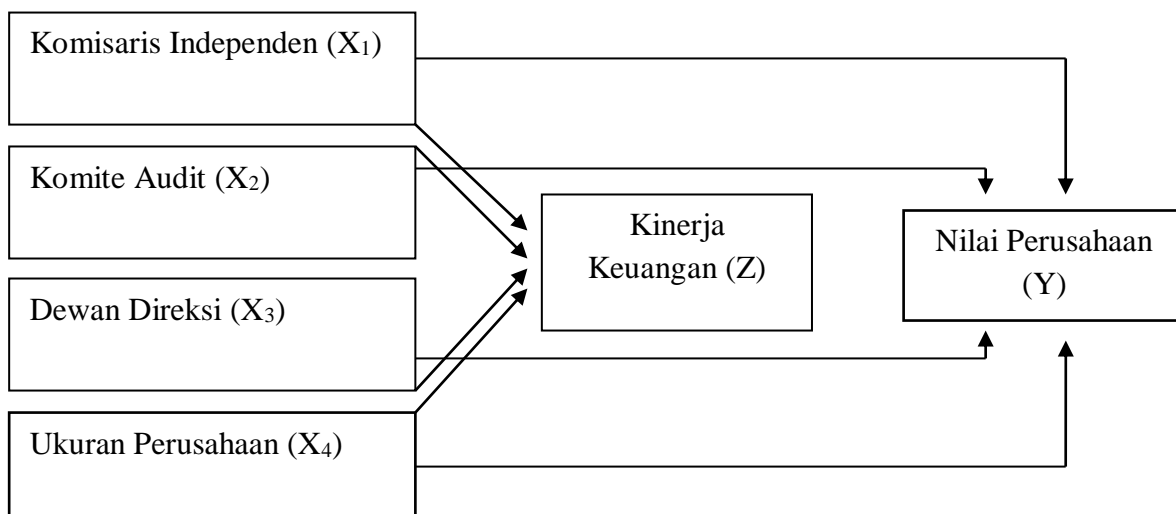 Komisaris Independen (X₁)
Komite Audit (X₂)
Dewan Direksi (X₃)
Ukuran Perusahaan (X₄)
Kinerja
Keuangan (Z)
Nilai Perusahaan
(Y)